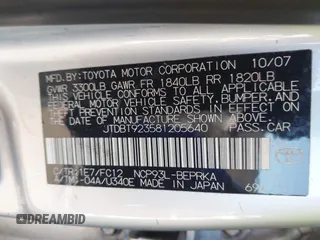 MFD. BY: TOYOTA MOTOR CORPORATION 10/07
GVWR 3300LB GAWR FR 1840LB RR 1820LB
THIS VEHICLE CONFORMS TO ALL APPLICABLE
FEDERAL MOTOR VEHICLE SAFETY, BUMPER, AND
THEFT PREVENTION STANDARDS IN EFFECT ON
THE DATE OF MANUFACTURE SHOWN ABOVE.
JTDBT923581205640 PASS.CAR
C/TR: 1E7/FC12 NCP93L-BEPRKA
A/TM: -04A/U340E MADE IN JAPAN
DCARSBIDHISTORY